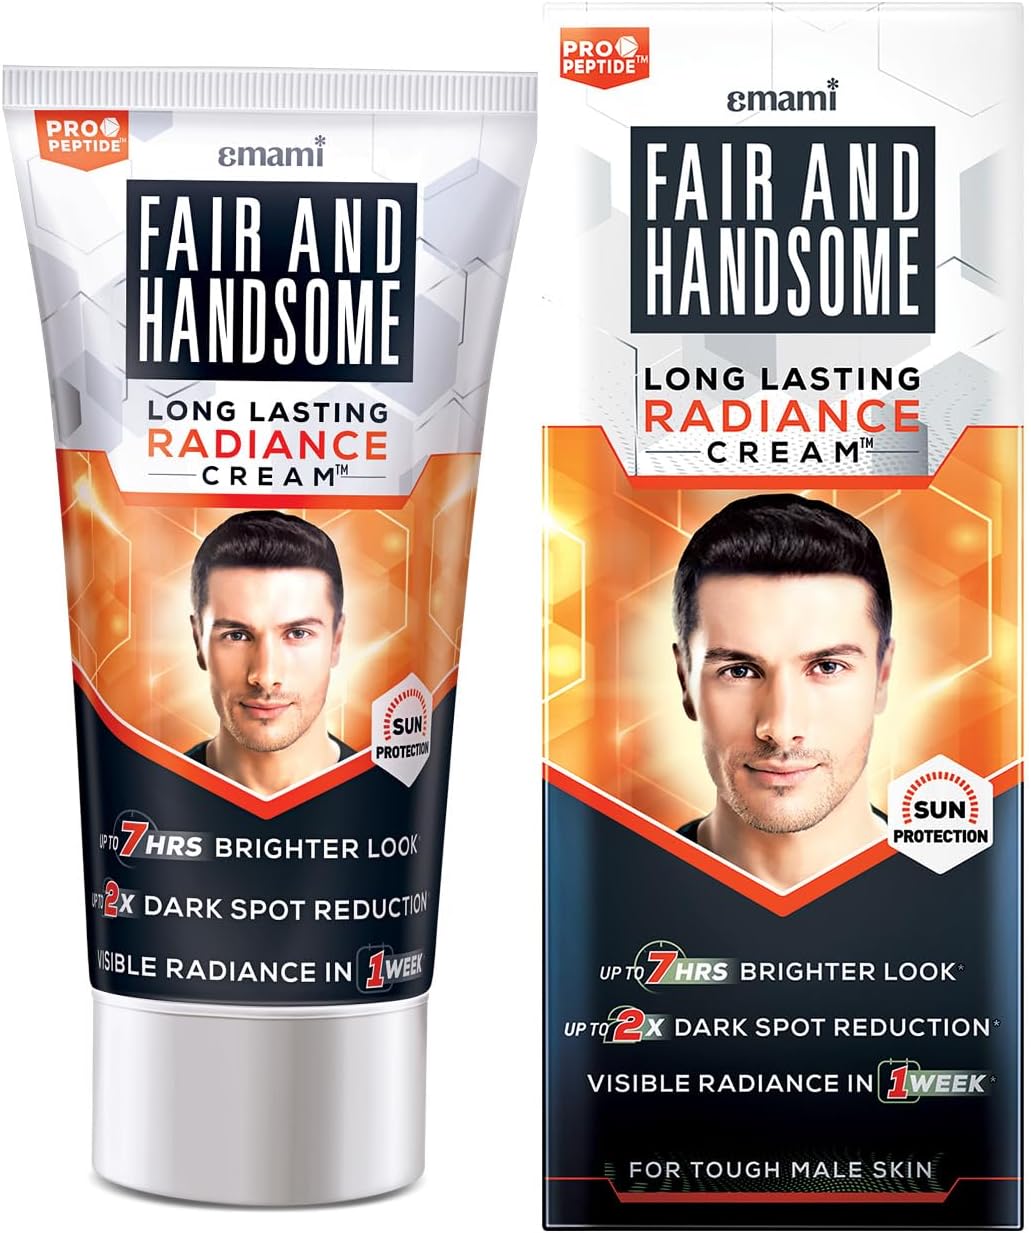 PRO
PEPTIDE™
εmami*
FAIR AND
HANDSOME
LONG LASTING
RADIANCE
CREAM™
SUN
PROTECTION
UP TO 7 HRS BRIGHTER LOOK*
UP TO 2X DARK SPOT REDUCTION*
VISIBLE RADIANCE IN 1 WEEK
PRO
PEPTIDE™
εmami*
FAIR AND
HANDSOME
LONG LASTING
RADIANCE
CREAM™
SUN
PROTECTION
UP TO 7 HRS BRIGHTER LOOK*
UP TO 2X DARK SPOT REDUCTION*
VISIBLE RADIANCE IN 1 WEEK*
FOR TOUGH MALE SKIN